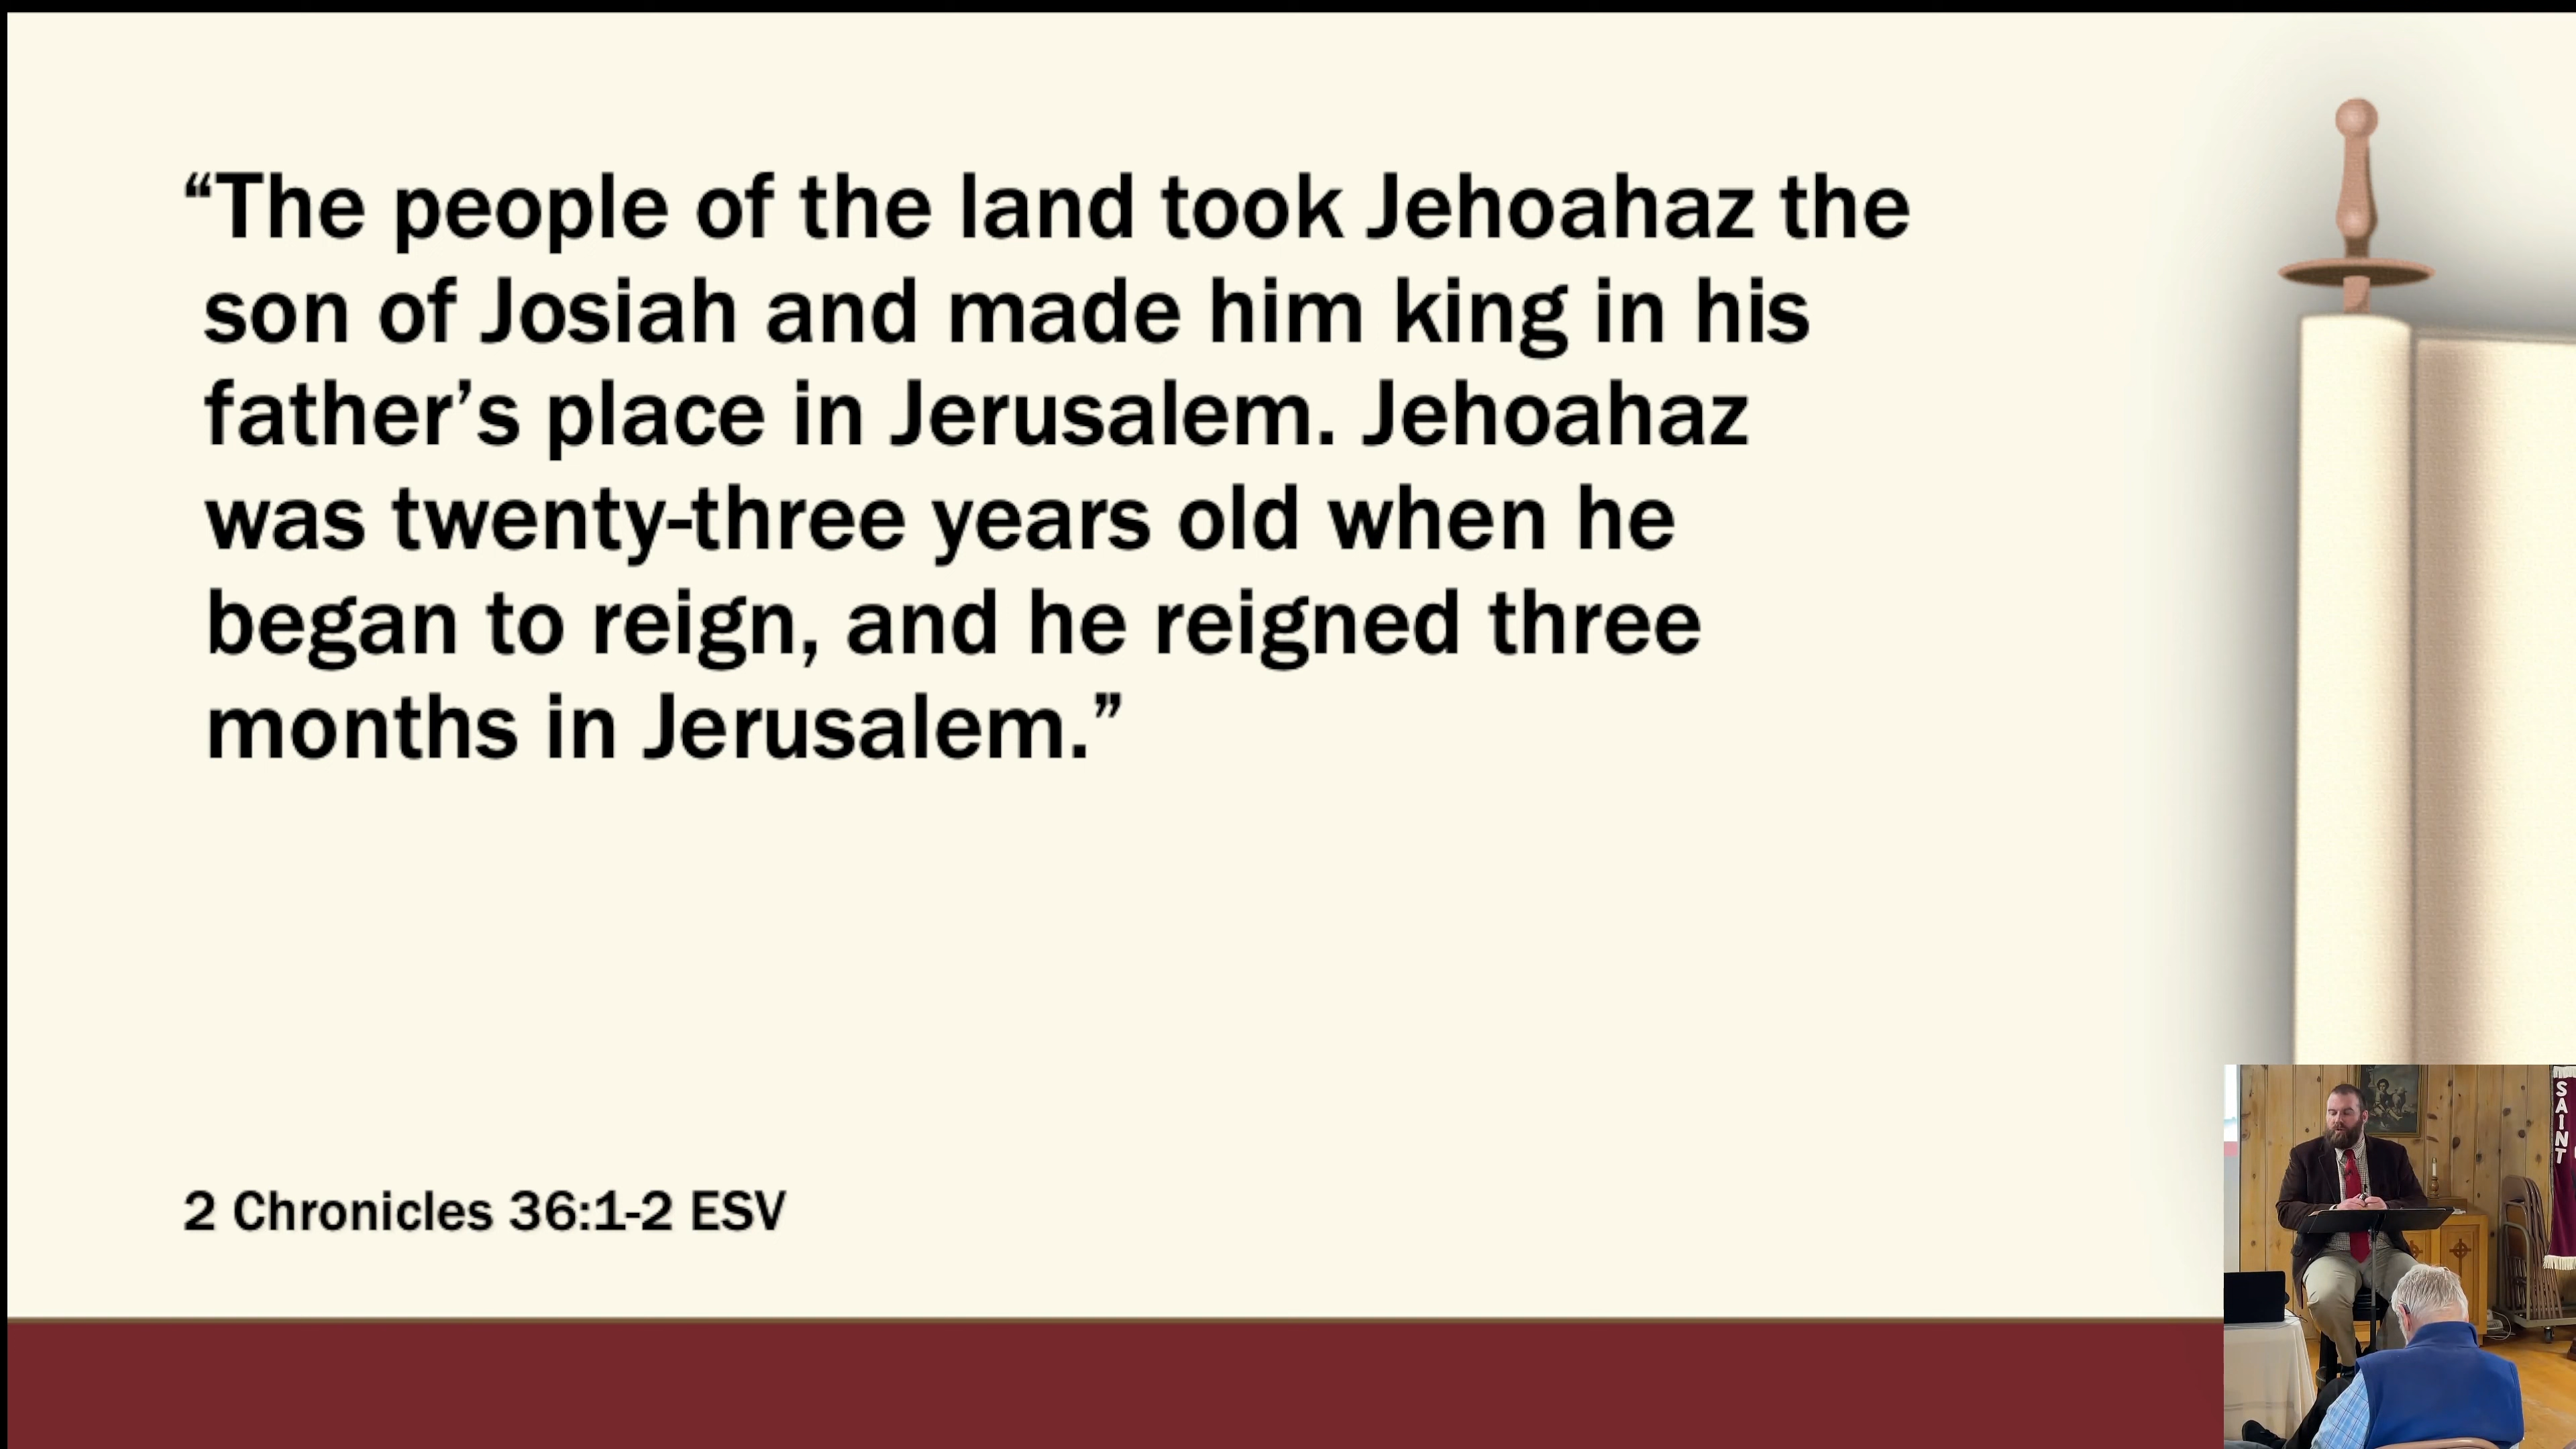 “The people of the land took Jehoahaz the
son of Josiah and made him king in his
father’s place in Jerusalem. Jehoahaz
was twenty-three years old when he
began to reign, and he reigned three
months in Jerusalem.”
2 Chronicles 36:1-2 ESV
SAINT